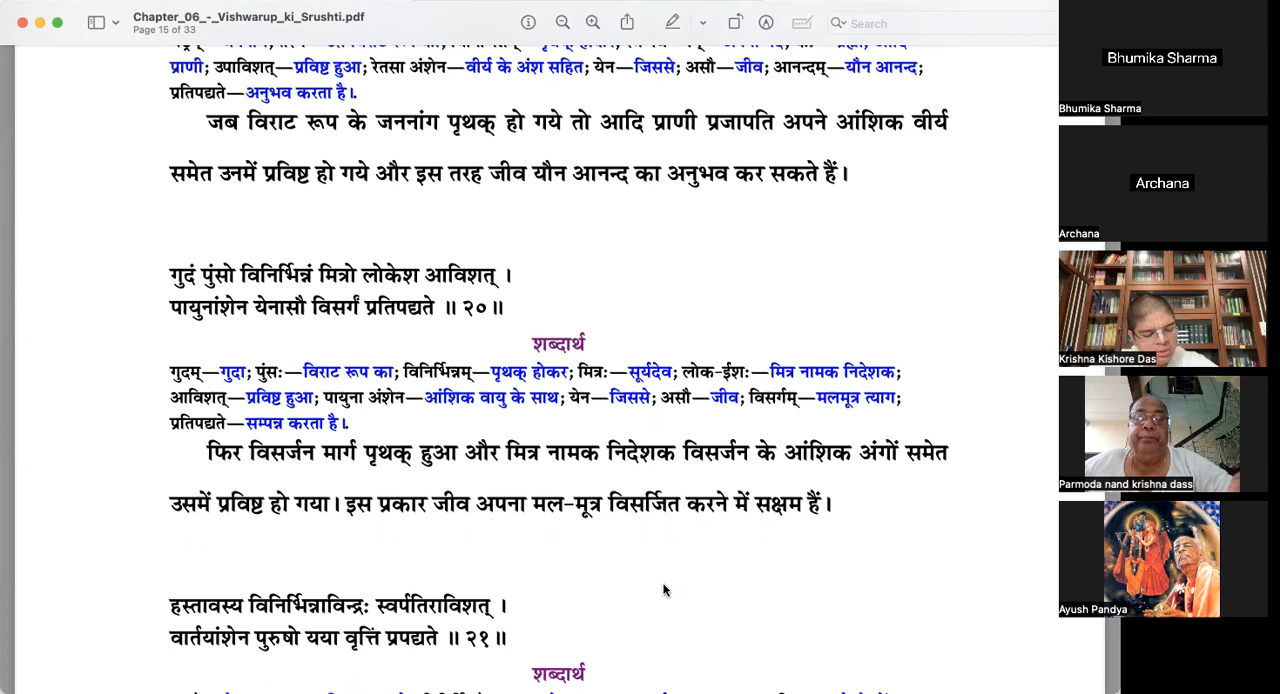 Chapter_06_-_Vishwarup_ki_Srushti.pdf
Page 15 of 33
Search
प्राणी; उपाविशत्—प्रविष्ट हुआ; रेतसा अंशेन—वीर्य के अंश सहित; येन—जिससे; असौ—जीव; आनन्दम्—यौन आनन्द;
प्रतिपद्यते—अनुभव करता है।.
जब विराट रूप के जननांग पृथक् हो गये तो आदि प्राणी प्रजापति अपने आंशिक वीर्य
समेत उनमें प्रविष्ट हो गये और इस तरह जीव यौन आनन्द का अनुभव कर सकते हैं।
गुदं पुंसो विनिर्भिन्नं मित्रो लोकेश आविशत् ।
पायुनांशेन येनासौ विसर्गं प्रतिपद्यते ॥ २०॥
शब्दार्थ
गुदम्—गुदा; पुंसः—विराट रूप का; विनिर्भिन्नम्—पृथक् होकर; मित्रः—सूर्यदेव; लोक-ईशः—मित्र नामक निदेशक;
आविशत्—प्रविष्ट हुआ; पायुना अंशेन—आंशिक वायु के साथ; येन—जिससे; असौ—जीव; विसर्गम्—मलमूत्र त्याग;
प्रतिपद्यते—सम्पन्न करता है।.
फिर विसर्जन मार्ग पृथक् हुआ और मित्र नामक निदेशक विसर्जन के आंशिक अंगों समेत
उसमें प्रविष्ट हो गया। इस प्रकार जीव अपना मल-मूत्र विसर्जित करने में सक्षम हैं।
हस्तावस्य विनिर्भिन्नाविन्द्रः स्वर्पतिराविशत् ।
वार्तयांशेन पुरुषो यया वृत्तिं प्रपद्यते ॥ २१॥
शब्दार्थ
Bhumika Sharma
Bhumika Sharma
Archana
Archana
Krishna Kishore Das
Parmoda nand krishna dass
Ayush Pandya